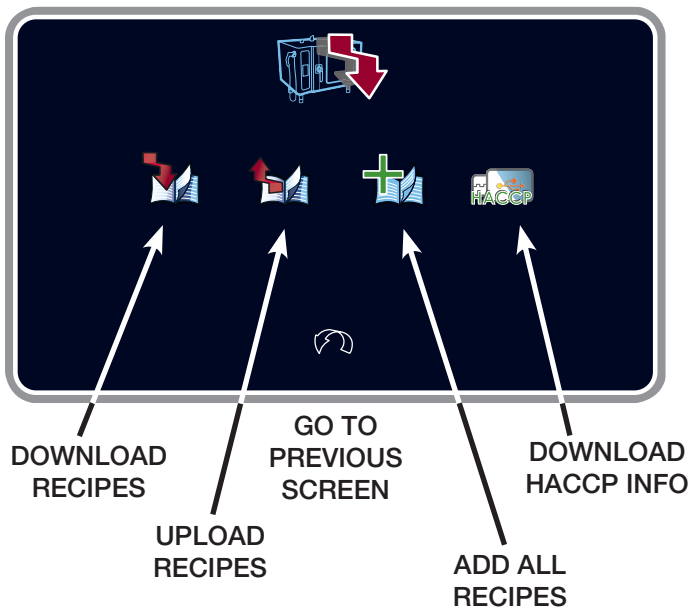 HACCP
DOWNLOAD
RECIPES
UPLOAD
RECIPES
GO TO
PREVIOUS
SCREEN
ADD ALL
RECIPES
DOWNLOAD
HACCP INFO